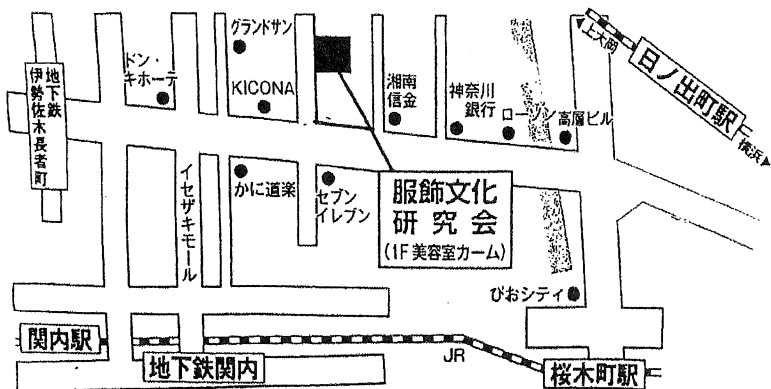 グランドサン
ドン・
キホーテ
KICONA
湘南
信金
神奈川
銀行
ローソン
高層ビル
上大岡
日ノ出町駅
横浜
地下鉄
伊勢佐木長者町
イセザキモール
かに道楽
セブン
イレブン
服飾文化
研究会
(1F美容室カーム)
ぴおシティ
関内駅
地下鉄関内
JR
桜木町駅